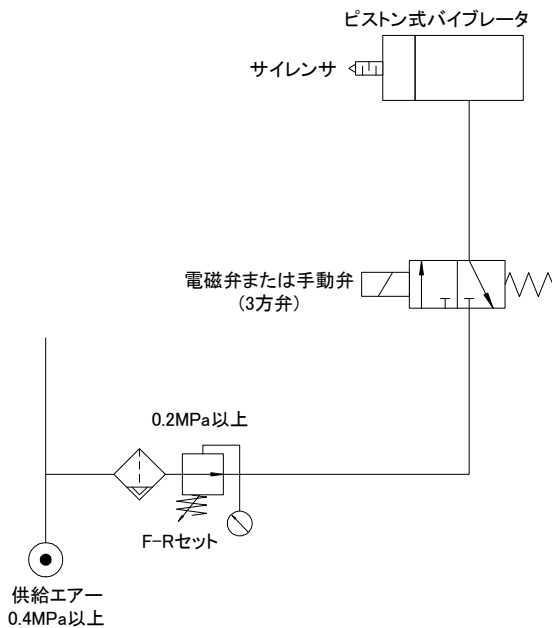 ピストン式バイブレータ
サイレンサ
電磁弁または手動弁
(3方弁)
0.2MPa以上
F-Rセット
供給エアー
0.4MPa以上